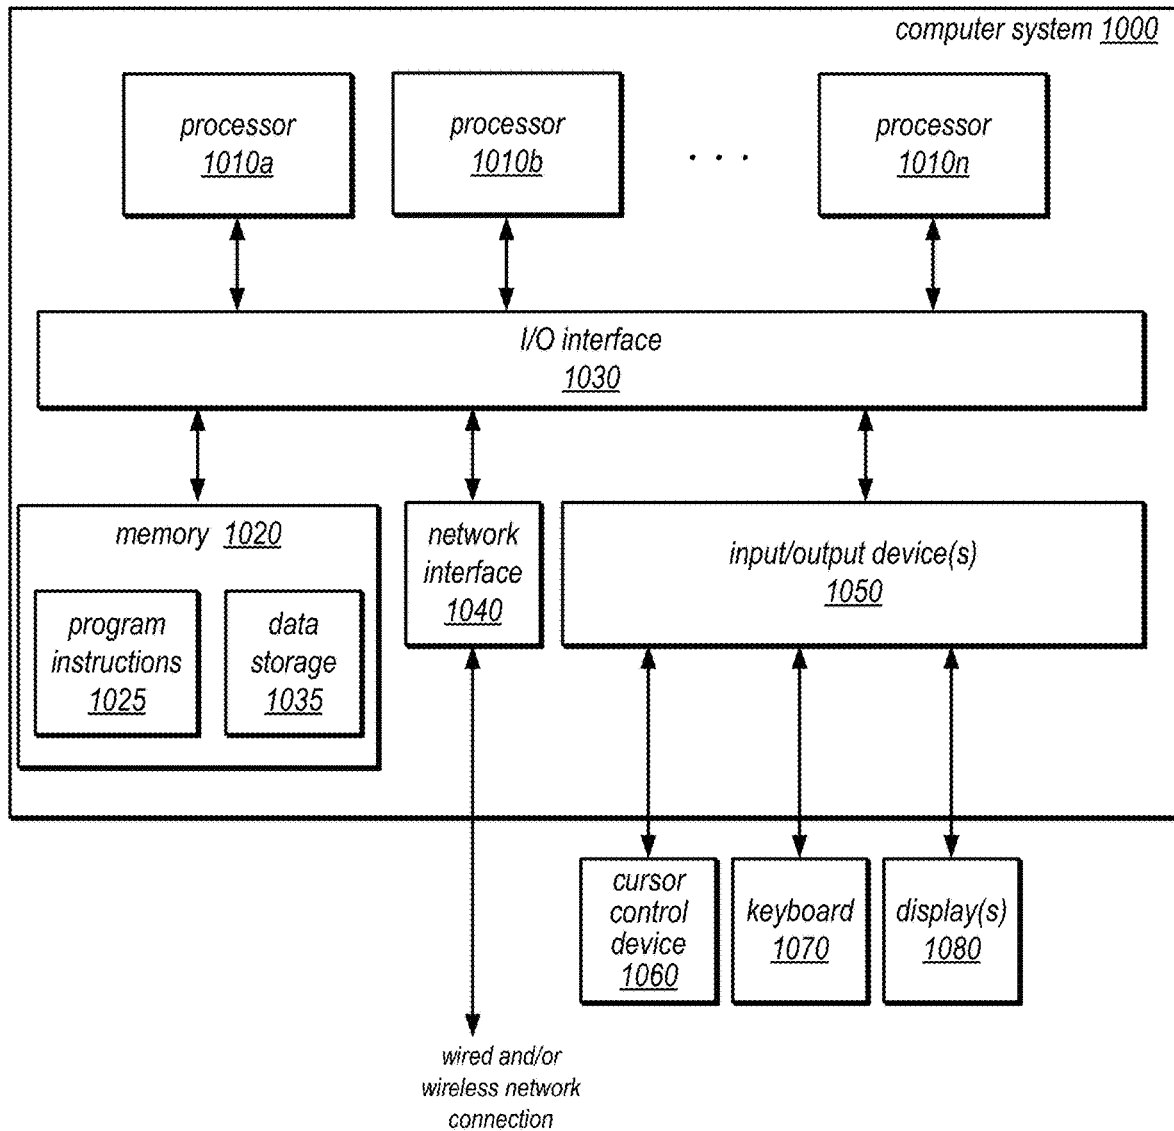 computer system 1000
processor
1010a
processor
1010b
. . .
processor
1010n
I/O interface
1030
memory 1020
program
instructions
1025
data
storage
1035
network
interface
1040
input/output device(s)
1050
cursor
control
device
1060
keyboard
1070
display(s)
1080
wired and/or
wireless network
connection